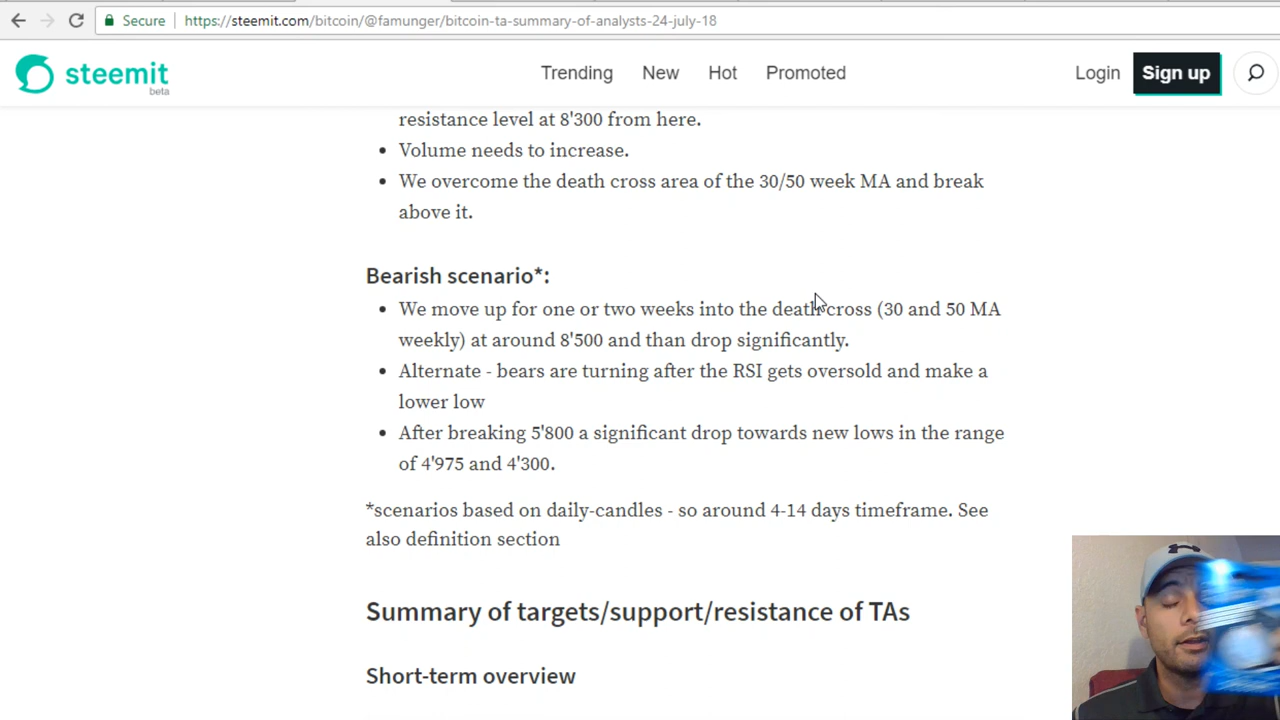 Secure https://steemit.com/bitcoin/@famunger/bitcoin-ta-summary-of-analysts-24-july-18
steemit
beta
Trending New Hot Promoted
Login Sign up
resistance level at 8'300 from here.
• Volume needs to increase.
• We overcome the death cross area of the 30/50 week MA and break
above it.
Bearish scenario*:
• We move up for one or two weeks into the death cross (30 and 50 MA
weekly) at around 8'500 and than drop significantly.
• Alternate - bears are turning after the RSI gets oversold and make a
lower low
• After breaking 5'800 a significant drop towards new lows in the range
of 4'975 and 4'300.
*scenarios based on daily-candles - so around 4-14 days timeframe. See
also definition section
Summary of targets/support/resistance of TAs
Short-term overview